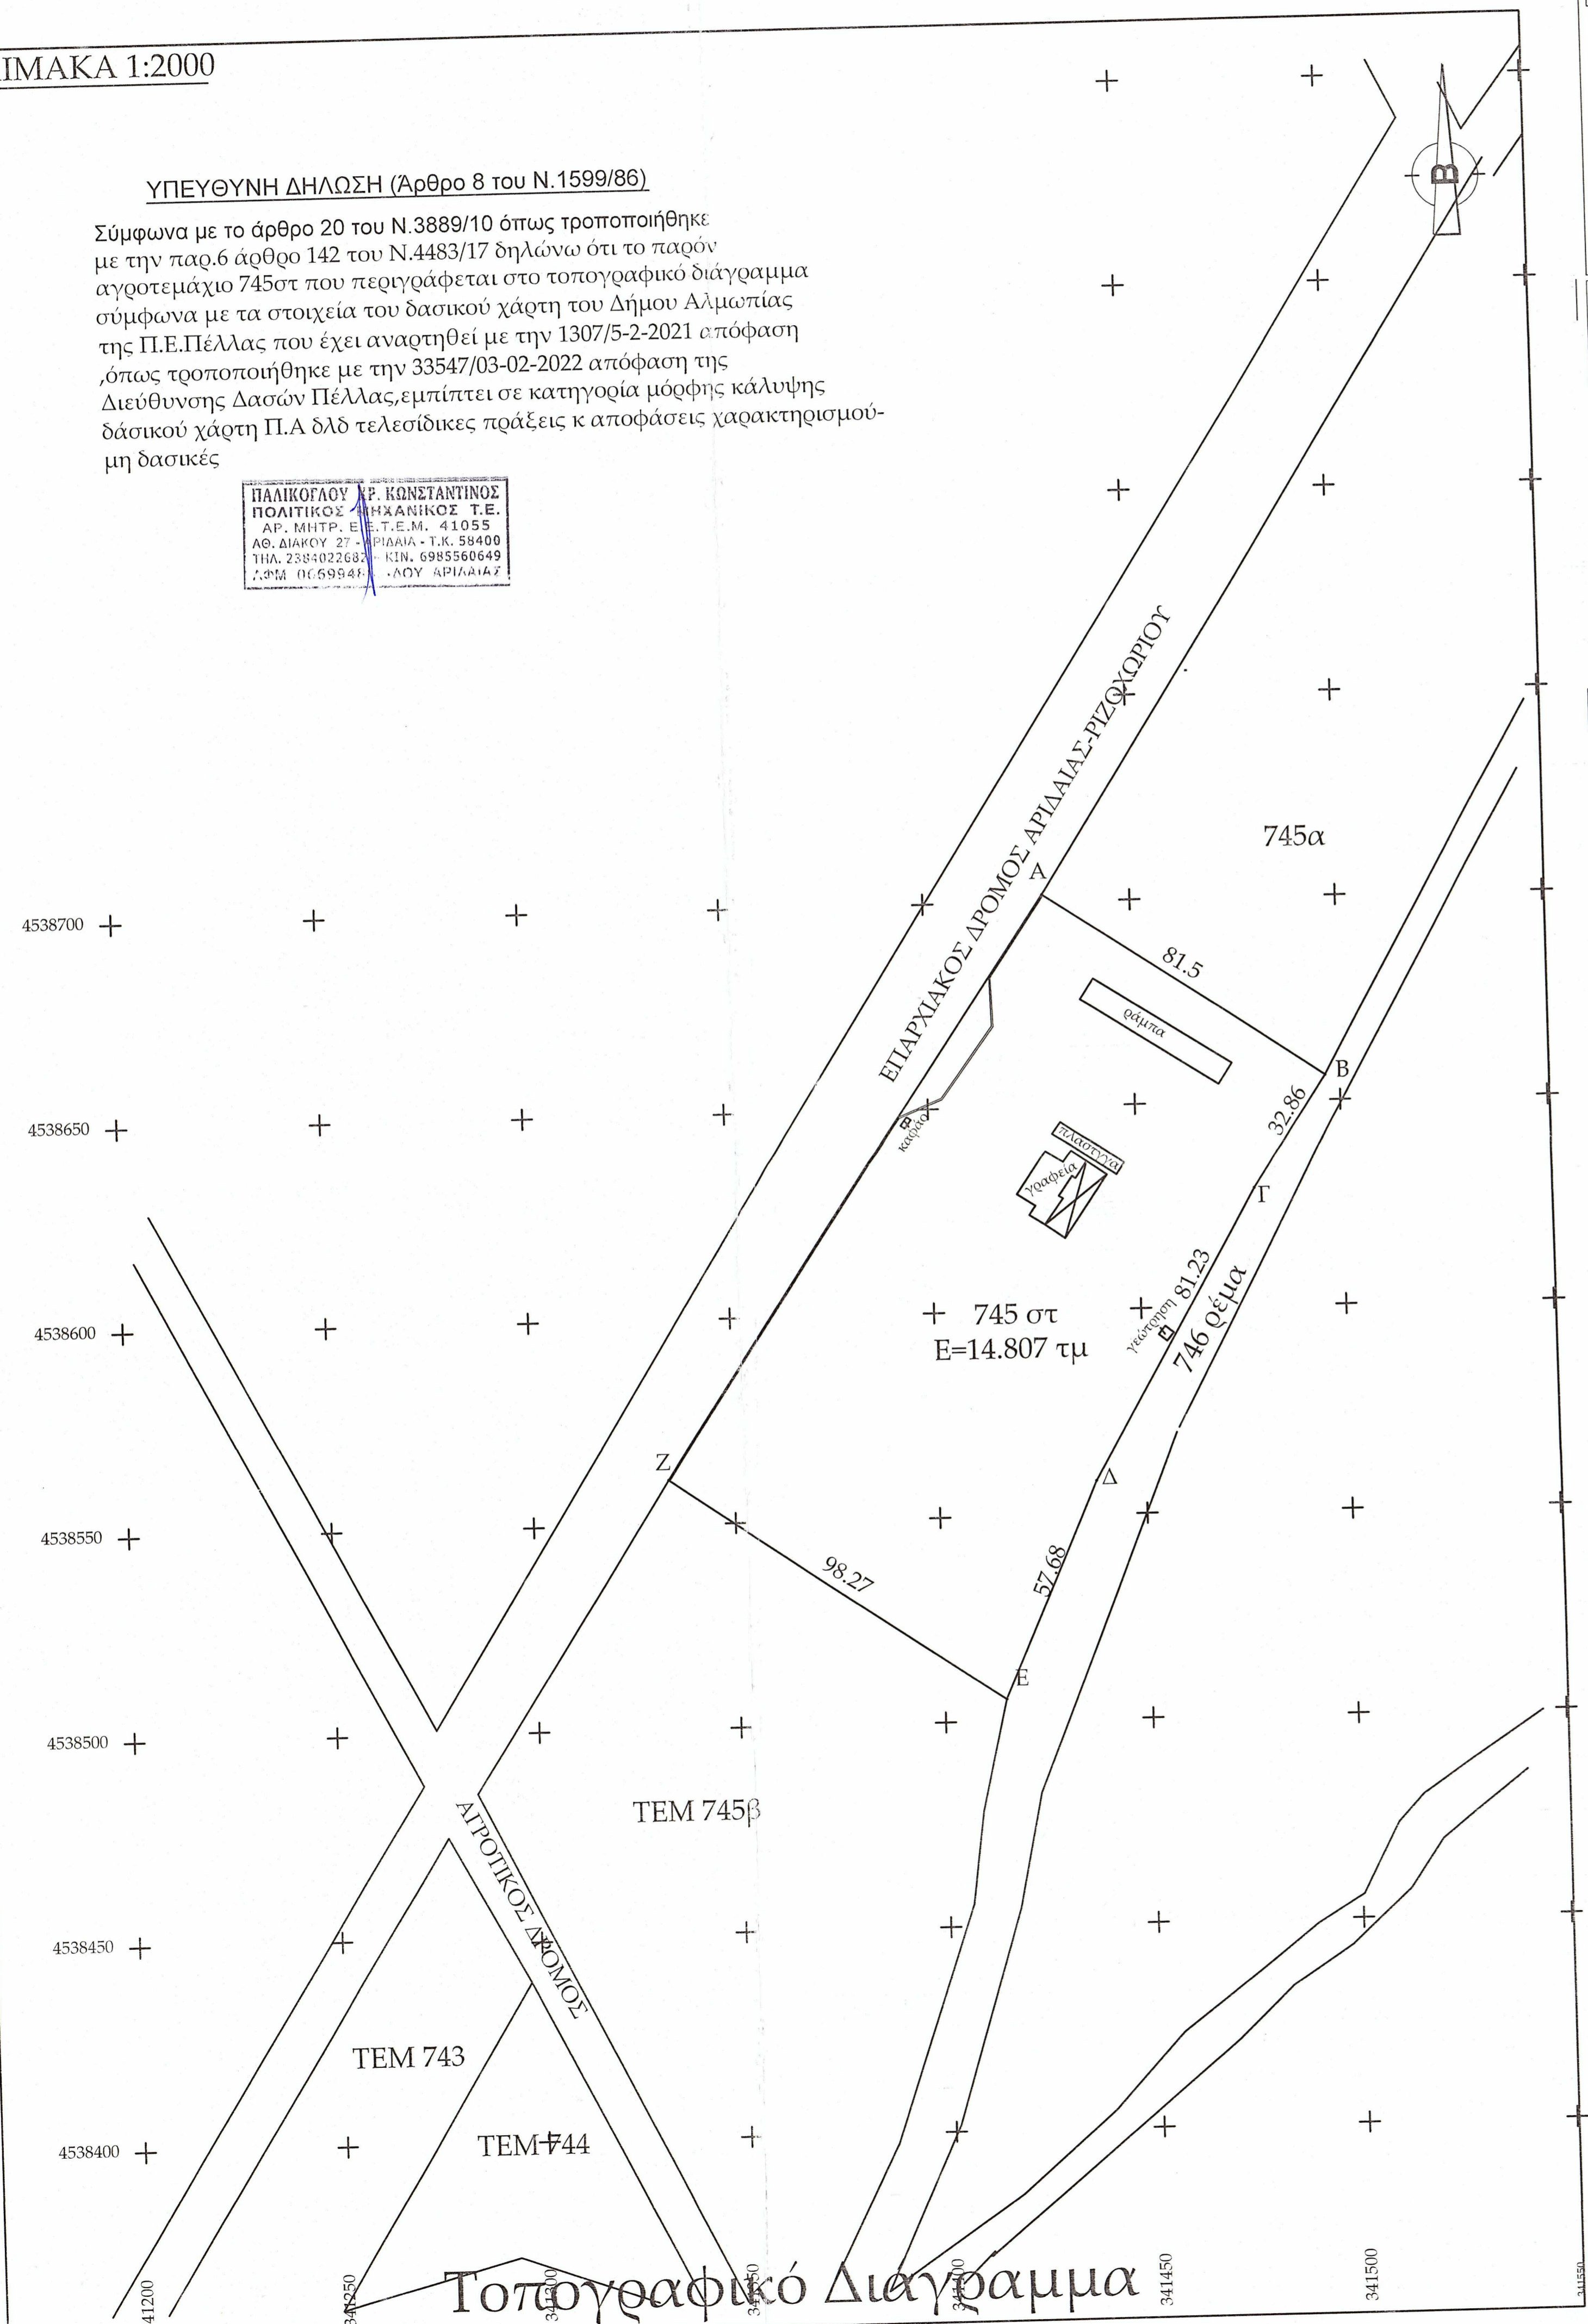 ΙΜΑΚΑ 1:2000
Β
ΥΠΕΥΘΥΝΗ ΔΗΛΩΣΗ (Άρθρο 8 του Ν.1599/86)
Σύμφωνα με το άρθρο 20 του Ν.3889/10 όπως τροποποιήθηκε
με την παρ.6 άρθρο 142 του Ν.4483/17 δηλώνω ότι το παρόν
αγροτεμάχιο 745στ που περιγράφεται στο τοπογραφικό διάγραμμα
σύμφωνα με τα στοιχεία του δασικού χάρτη του Δήμου Αλμωπίας
της Π.Ε.Πέλλας που έχει αναρτηθεί με την 1307/5-2-2021 απόφαση
,όπως τροποποιήθηκε με την 33547/03-02-2022 απόφαση της
Διεύθυνσης Δασών Πέλλας,εμπίπτει σε κατηγορία μόρφης κάλυψης
δάσικού χάρτη Π.Α δλδ τελεσίδικες πράξεις κ αποφάσεις χαρακτηρισμού-
μη δασικές
ΠΑΛΙΚΟΓΛΟΥ ΧΡ. ΚΩΝΣΤΑΝΤΙΝΟΣ
ΠΟΛΙΤΙΚΟΣ ΜΗΧΑΝΙΚΟΣ Τ.Ε.
ΑΡ. ΜΗΤΡ. Ε.Ε.Τ.Ε.Μ. 41055
ΑΘ. ΔΙΑΚΟΥ 27 - ΑΡΙΔΑΙΑ - Τ.Κ. 58400
ΤΗΛ. 2384022682 - ΚΙΝ. 6985560649
ΑΦΜ ΔΟΥ ΑΡΙΔΑΙΑΣ
ΕΠΑΡΧΙΑΚΟΣ ΔΡΟΜΟΣ ΑΡΙΔΑΙΑΣ-ΡΙΖΟΧΩΡΙΟΥ
745α
Α
4538700
81.5
ράμπα
Β
4538650
καφάο
32.86
πλαστιγγα
γραφεία
Γ
81.23
γεώτρηση
746 ρέμα
4538600
745 στ
Ε=14.807 τμ
Ζ
Δ
4538550
98.27
57.68
Ε
4538500
ΤΕΜ 745β
ΑΓΡΟΤΙΚΟΣ ΔΡΟΜΟΣ
4538450
ΤΕΜ 743
4538400
ΤΕΜ 744
341200
341250
341300
341350
341400
341450
341500
341550
Τοπογραφικό Διάγραμμα